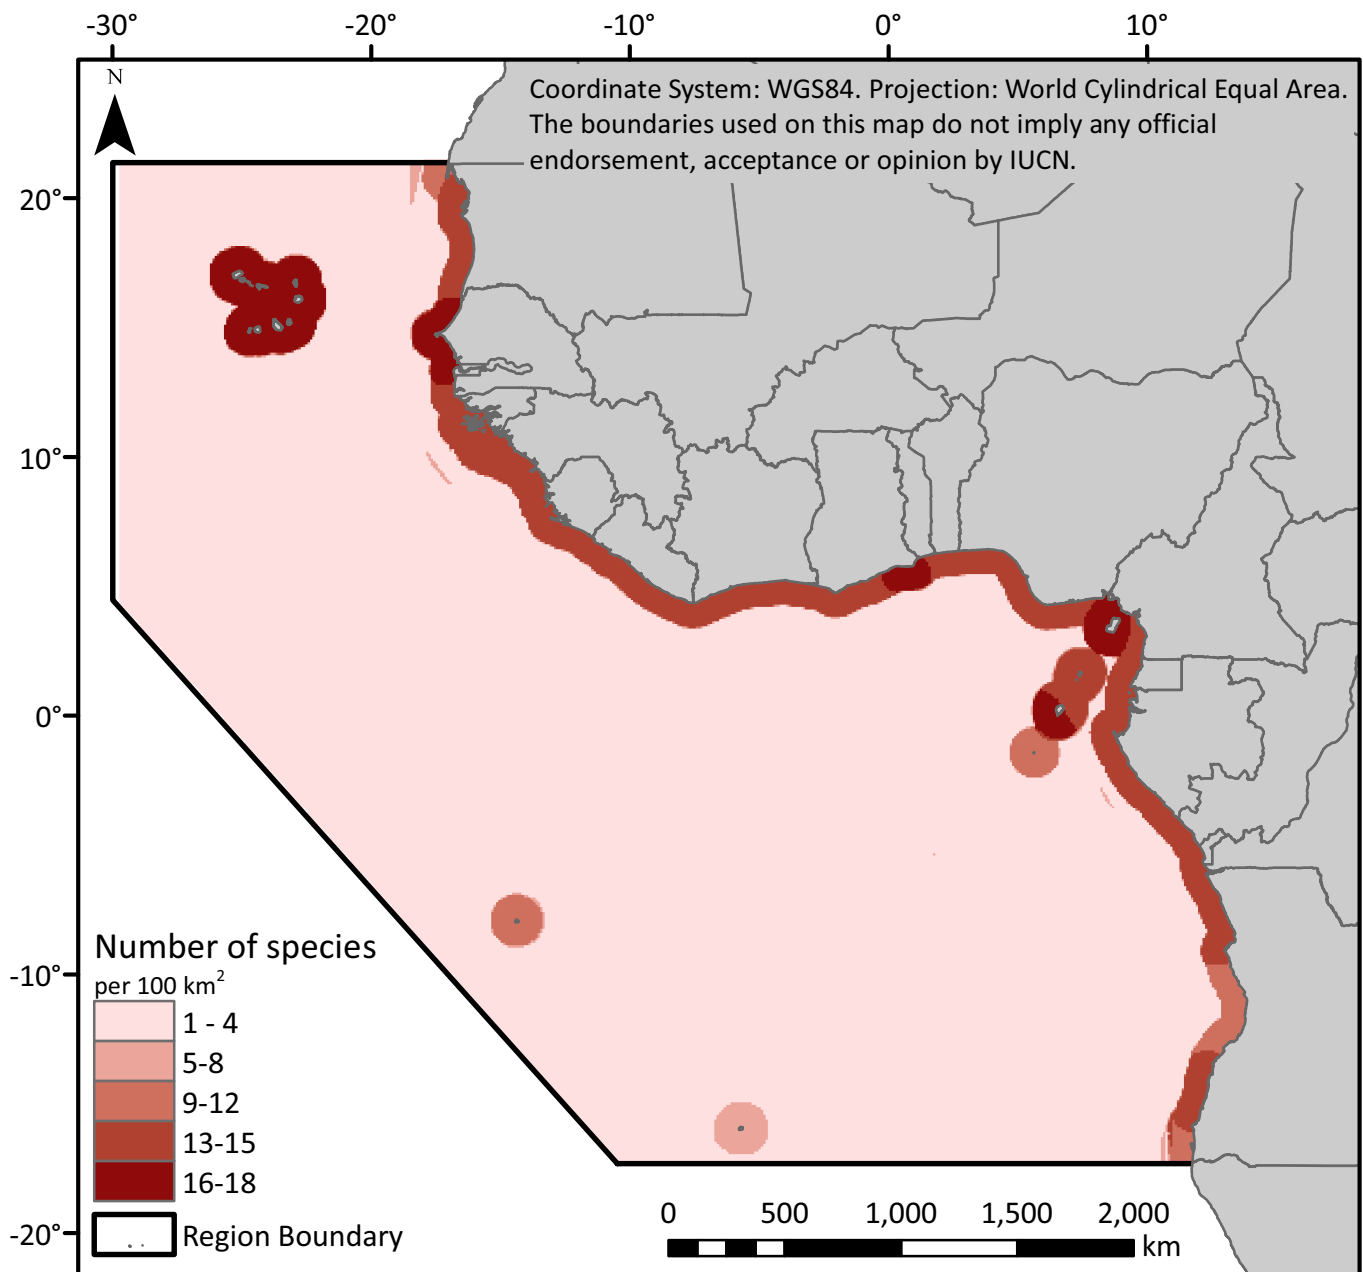 -30° -20° -10° 0° 10°
N
Coordinate System: WGS84. Projection: World Cylindrical Equal Area.
The boundaries used on this map do not imply any official
endorsement, acceptance or opinion by IUCN.
20°
10°
0°
-10°
-20°
Number of species
per 100 km²
1 - 4
5-8
9-12
13-15
16-18
Region Boundary
0 500 1,000 1,500 2,000
km